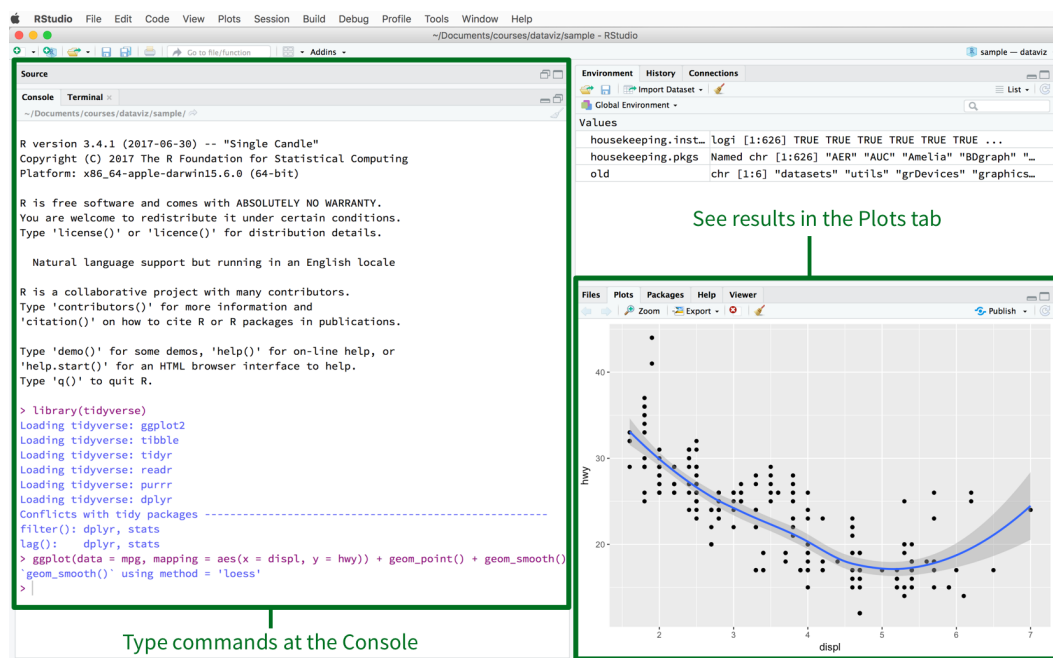 RStudio File Edit Code View Plots Session Build Debug Profile Tools Window Help
~/Documents/courses/dataviz/sample - RStudio
Go to file/function Addins sample — dataviz
Source
Console Terminal
~/Documents/courses/dataviz/sample/
R version 3.4.1 (2017-06-30) -- "Single Candle"
Copyright (C) 2017 The R Foundation for Statistical Computing
Platform: x86_64-apple-darwin15.6.0 (64-bit)
R is free software and comes with ABSOLUTELY NO WARRANTY.
You are welcome to redistribute it under certain conditions.
Type 'license()' or 'licence()' for distribution details.
Natural language support but running in an English locale
R is a collaborative project with many contributors.
Type 'contributors()' for more information and
'citation()' on how to cite R or R packages in publications.
Type 'demo()' for some demos, 'help()' for on-line help, or
'help.start()' for an HTML browser interface to help.
Type 'q()' to quit R.
> library(tidyverse)
Loading tidyverse: ggplot2
Loading tidyverse: tibble
Loading tidyverse: tidyr
Loading tidyverse: readr
Loading tidyverse: purrr
Loading tidyverse: dplyr
Conflicts with tidy packages --------------------------------------------------
filter(): dplyr, stats
lag():    dplyr, stats
> ggplot(data = mpg, mapping = aes(x = displ, y = hwy)) + geom_point() + geom_smooth()
`geom_smooth()` using method = 'loess'
>
Type commands at the Console
Environment History Connections
Import Dataset List
Global Environment
Values
housekeeping.inst… logi [1:626] TRUE TRUE TRUE TRUE TRUE ...
housekeeping.pkgs Named chr [1:626] "AER" "AUC" "Amelia" "BDgraph" "…
old chr [1:6] "datasets" "utils" "grDevices" "graphics…
See results in the Plots tab
Files Plots Packages Help Viewer
Zoom Export Publish
40
30
20
hwy
2 3 4 5 6 7
displ